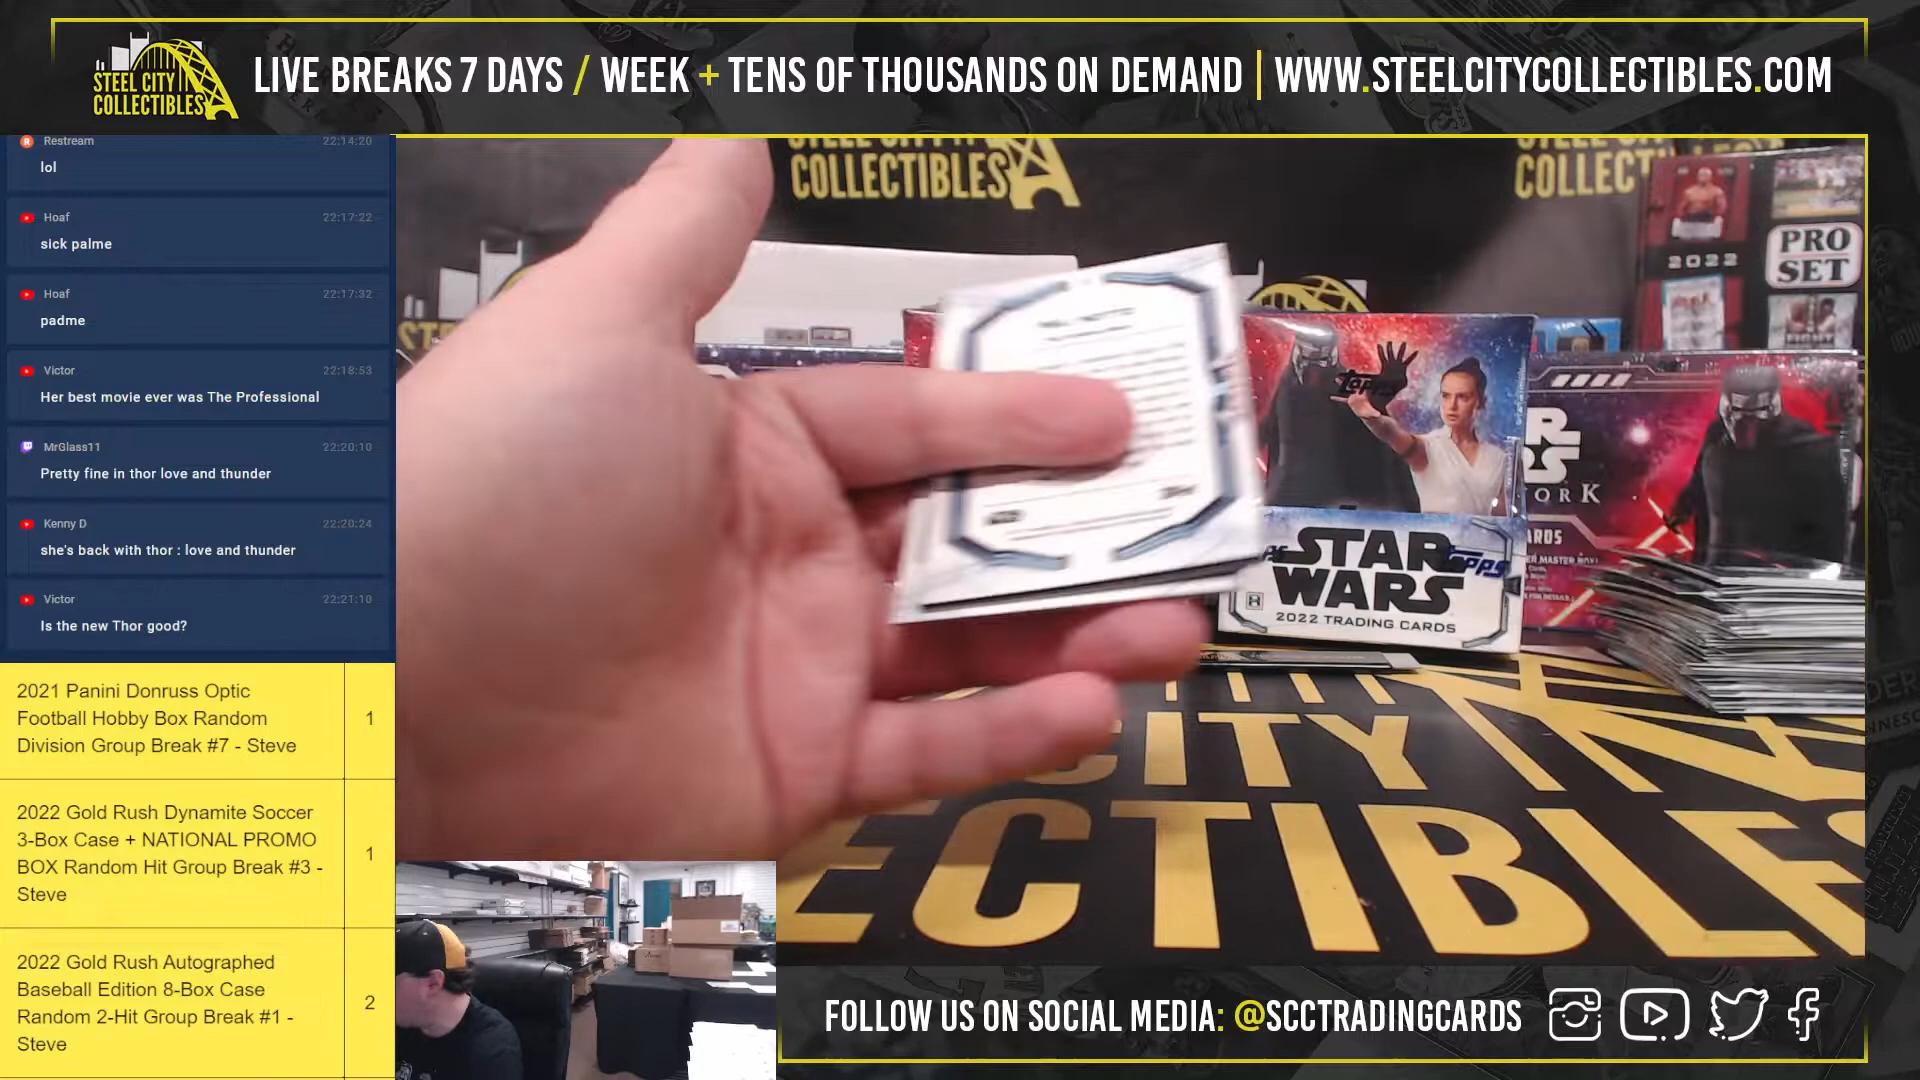 STEEL CITY
COLLECTIBLES
LIVE BREAKS 7 DAYS / WEEK + TENS OF THOUSANDS ON DEMAND | WWW.STEELCITYCOLLECTIBLES.COM
Restream 22:14:20
lol
Hoaf 22:17:22
sick palme
Hoaf 22:17:32
padme
Victor 22:18:53
Her best movie ever was The Professional
MrGlass11 22:20:10
Pretty fine in thor love and thunder
Kenny D 22:20:24
she's back with thor : love and thunder
Victor 22:21:10
Is the new Thor good?
2021 Panini Donruss Optic
Football Hobby Box Random
Division Group Break #7 - Steve
1
2022 Gold Rush Dynamite Soccer
3-Box Case + NATIONAL PROMO
BOX Random Hit Group Break #3 -
Steve
1
2022 Gold Rush Autographed
Baseball Edition 8-Box Case
Random 2-Hit Group Break #1 -
Steve
2
COLLECTIBLES
COLLECT
2022
PRO
SET
topps
STAR
WARS
topps
2022 TRADING CARDS
CITY
ECTIBLES
FOLLOW US ON SOCIAL MEDIA: @SCCTRADINGCARDS